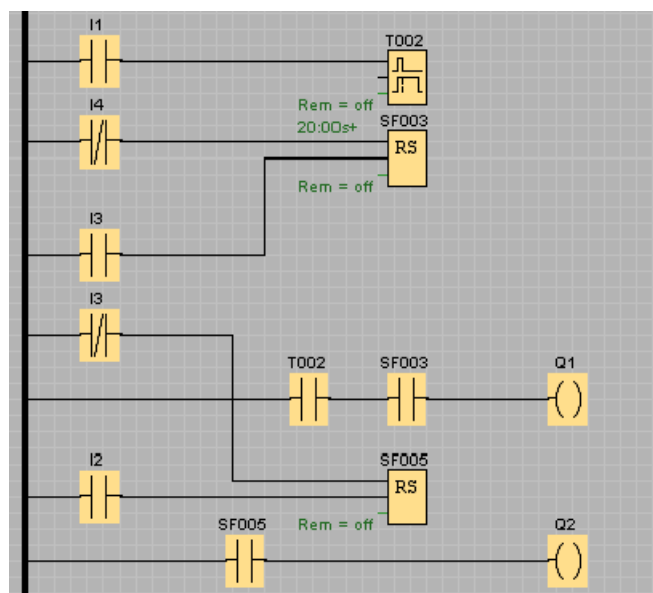 I1
T002
Rem = off
I4
20:00s+
SF003
RS
Rem = off
I3
I3
T002
SF003
Q1
I2
SF005
RS
Rem = off
SF005
Q2